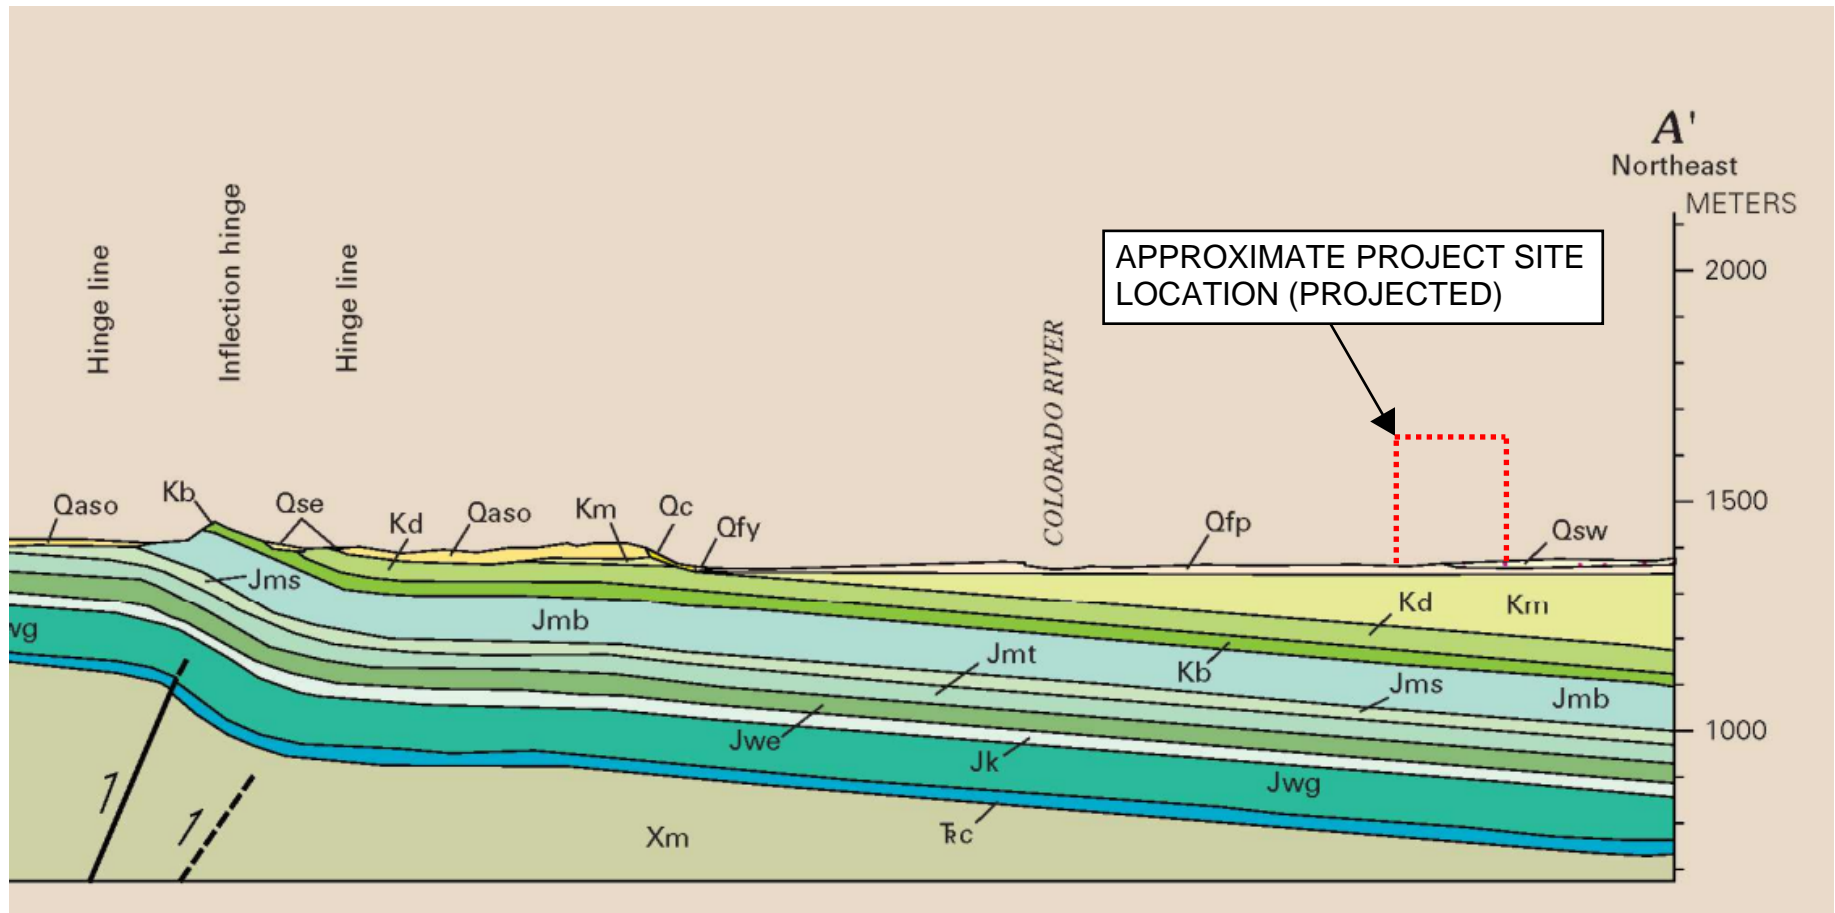 A'
Northeast
METERS
2000
1500
1000
Hinge line
Inflection hinge
Hinge line
COLORADO RIVER
APPROXIMATE PROJECT SITE
LOCATION (PROJECTED)
Qaso
Kb
Qse
Kd
Qaso
Km
Qc
Qfy
Qfp
Qsw
Jms
Jmb
Kd
Km
wg
Jmt
Kb
Jms
Jmb
Jwe
Jk
Jwg
Xm
TRc